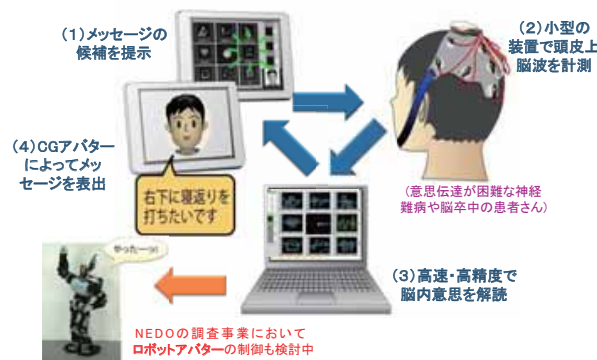 （１）メッセージの
候補を提示
（２）小型の
装置で頭皮上
脳波を計測
（４）CGアバター
によってメッ
セージを表出
右下に寝返りを
打ちたいです
（意思伝達が困難な神経
難病や脳卒中の患者さん）
やったーっ！
（３）高速・高精度で
脳内意思を解読
NEDOの調査事業において
ロボットアバターの制御も検討中